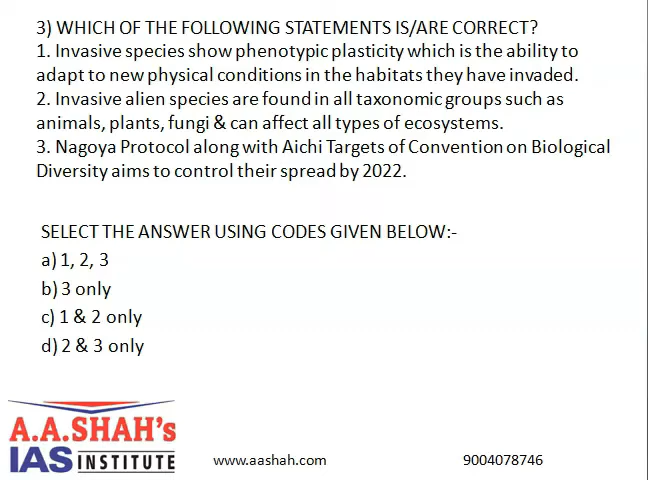 3) WHICH OF THE FOLLOWING STATEMENTS IS/ARE CORRECT?
1. Invasive species show phenotypic plasticity which is the ability to
adapt to new physical conditions in the habitats they have invaded.
2. Invasive alien species are found in all taxonomic groups such as
animals, plants, fungi & can affect all types of ecosystems.
3. Nagoya Protocol along with Aichi Targets of Convention on Biological
Diversity aims to control their spread by 2022.
SELECT THE ANSWER USING CODES GIVEN BELOW:-
a) 1, 2, 3
b) 3 only
c) 1 & 2 only
d) 2 & 3 only
A.A.SHAH's
IAS INSTITUTE
www.aashah.com
9004078746